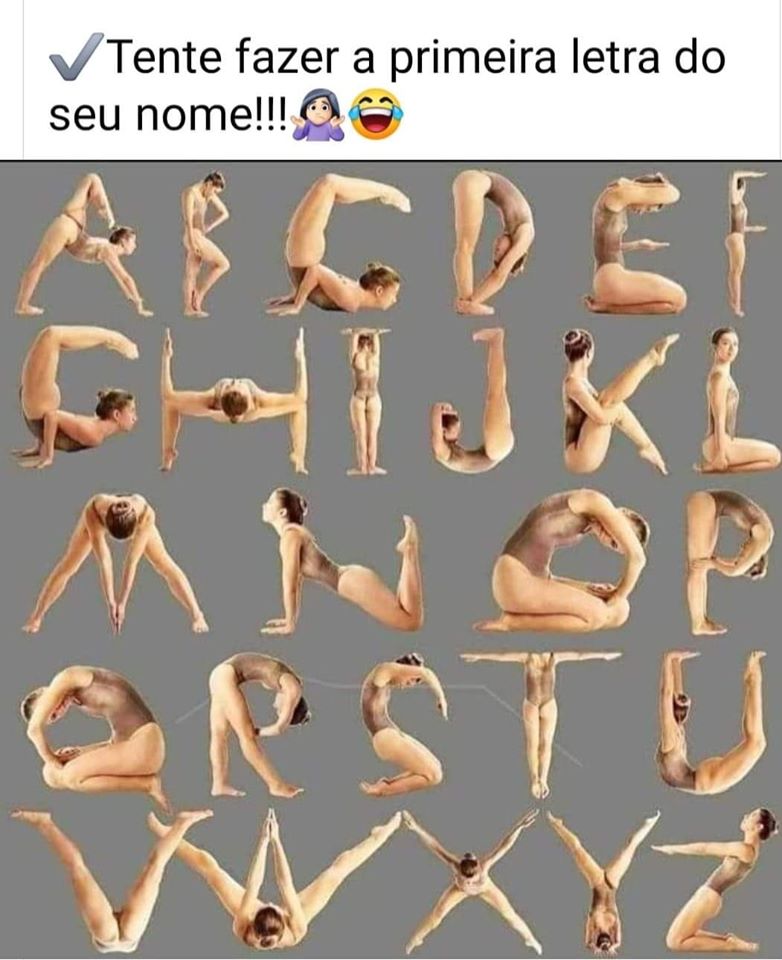 ✔Tente fazer a primeira letra do
seu nome!!!🤷🏻‍♀️😂
A B C D E F
G H I J K L
M N O P
Q R S T U
V W X Y Z